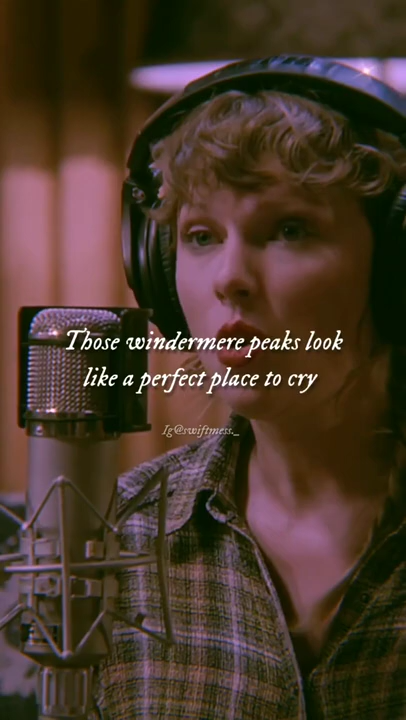 Those windermere peaks look
like a perfect place to cry
Ig@swiftmess._